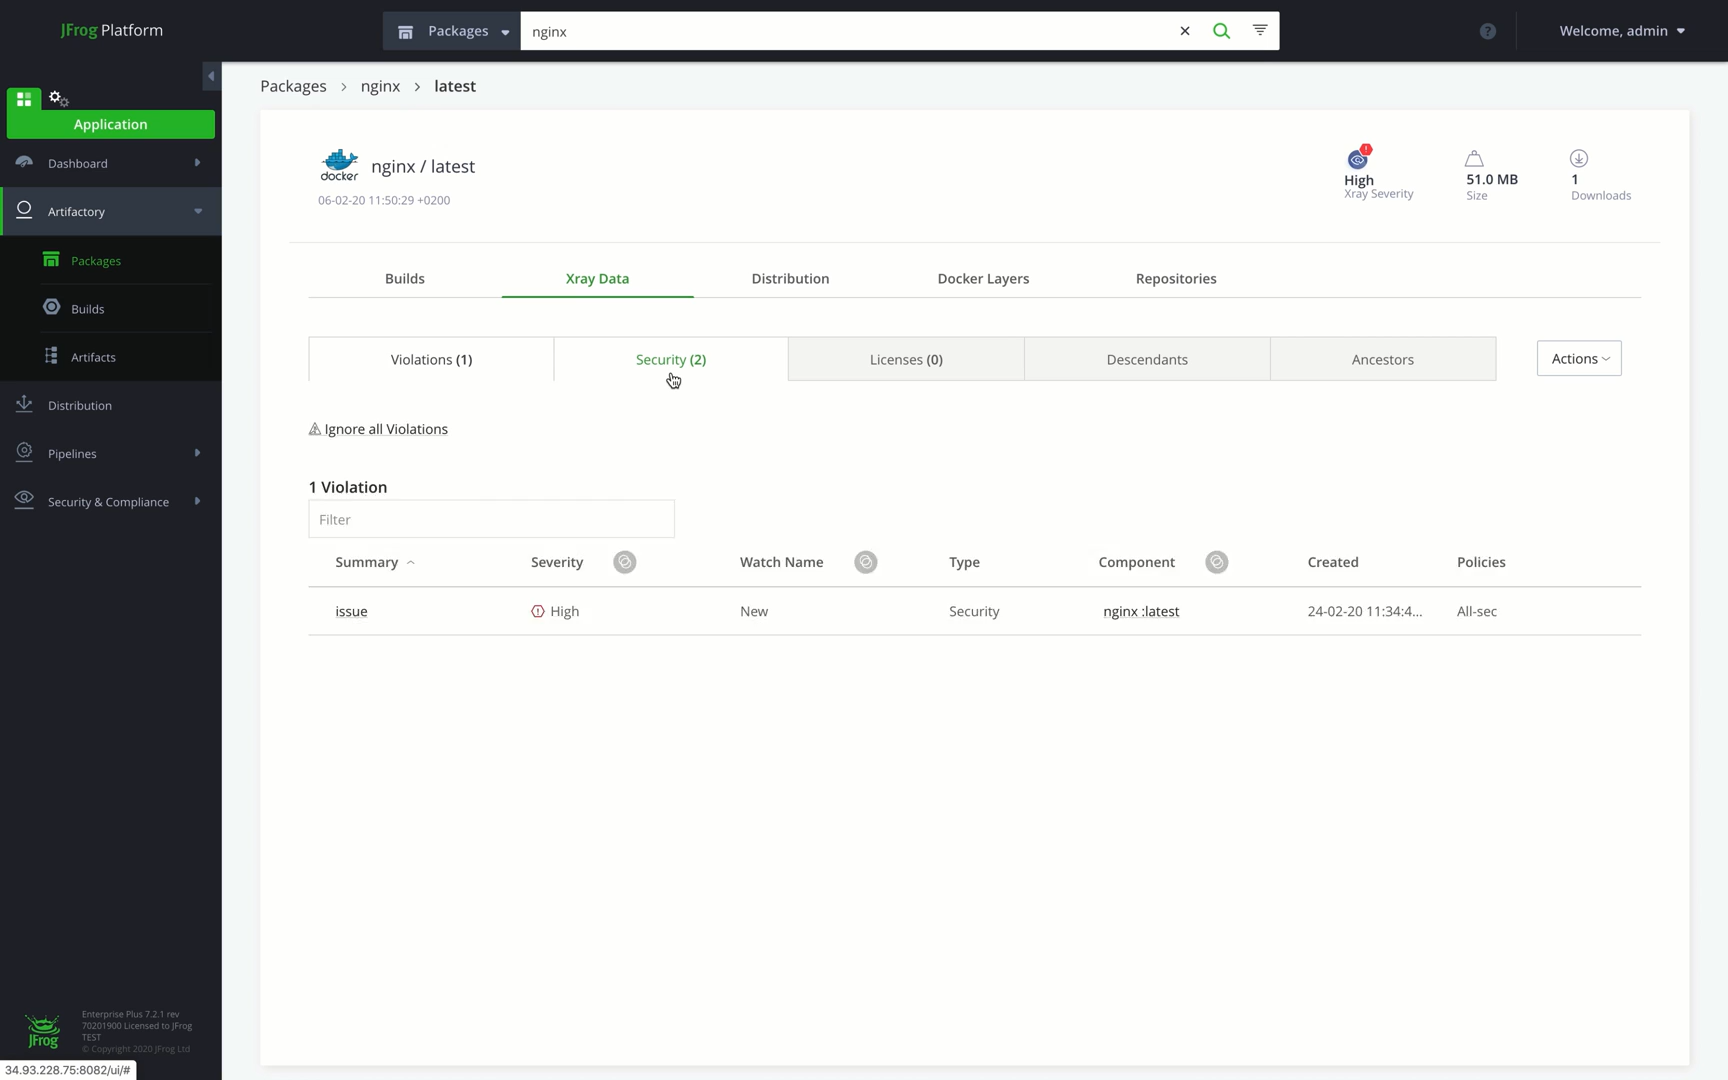 JFrog Platform
Packages
nginx
Welcome, admin
Packages > nginx > latest
Application
Dashboard
Artifactory
Packages
Builds
Artifacts
Distribution
Pipelines
Security & Compliance
docker
nginx / latest
06-02-20 11:50:29 +0200
High
Xray Severity
51.0 MB
Size
1
Downloads
Builds
Xray Data
Distribution
Docker Layers
Repositories
Violations (1)
Security (2)
Licenses (0)
Descendants
Ancestors
Actions
Ignore all Violations
1 Violation
Filter
Summary Severity Watch Name Type Component Created Policies
issue High New Security nginx :latest 24-02-20 11:34:4... All-sec
JFrog
Enterprise Plus 7.2.1 rev
70201900 Licensed to JFrog
TEST
© Copyright 2020 JFrog Ltd
34.93.228.75:8082/ui/#